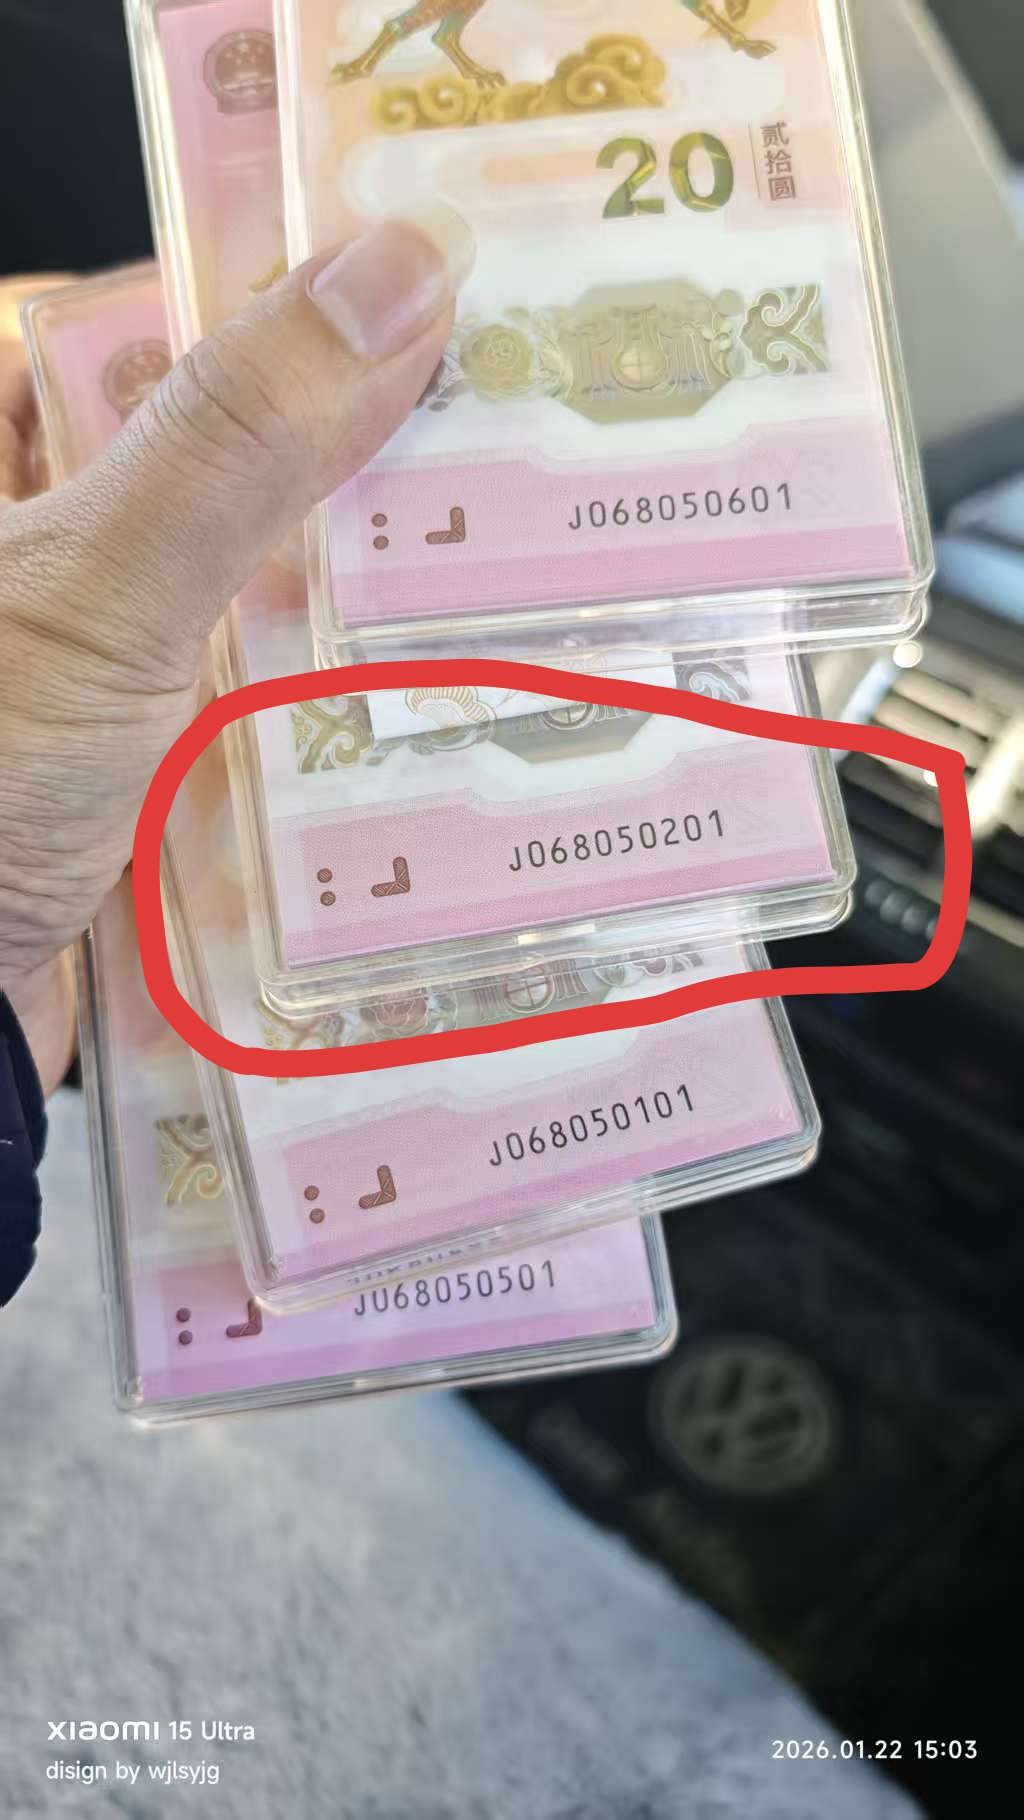 20
贰拾圆
J068050601
J068050201
J068050101
J068050501
xiaomi 15 Ultra
disign by wjlsyjg
2026.01.22 15:03